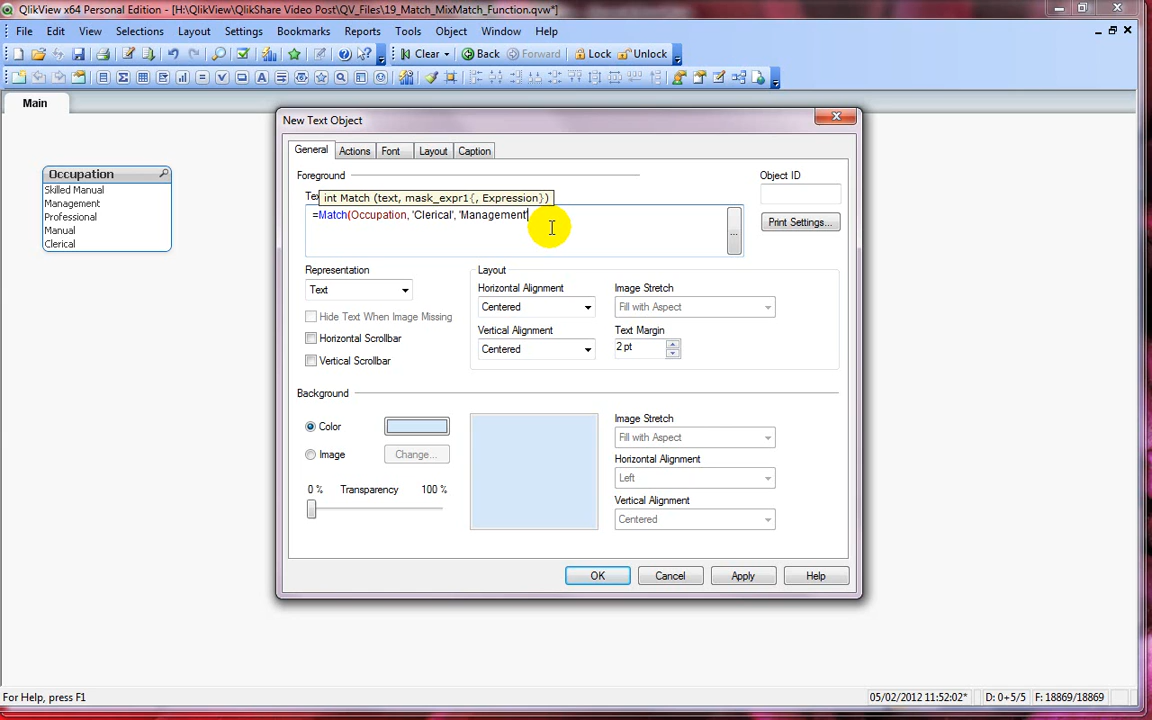 QlikView x64 Personal Edition - [H:\QlikView\QlikShare Video Post\QV_Files\19_Match_MixMatch_Function.qvw*]
File Edit View Selections Layout Settings Bookmarks Reports Tools Object Window Help
Clear Back Forward Lock Unlock
Main
New Text Object
General Actions Font Layout Caption
Foreground
Object ID
Occupation
Skilled Manual
Management
Professional
Manual
Clerical
int Match (text, mask_expr1{, Expression})
=Match(Occupation, 'Clerical', 'Management'
...
Print Settings...
Representation
Text
Hide Text When Image Missing
Horizontal Scrollbar
Vertical Scrollbar
Layout
Horizontal Alignment
Centered
Vertical Alignment
Centered
Image Stretch
Fill with Aspect
Text Margin
2 pt
Background
Color
Image
Change...
0 % Transparency 100 %
Image Stretch
Fill with Aspect
Horizontal Alignment
Left
Vertical Alignment
Centered
OK Cancel Apply Help
For Help, press F1
05/02/2012 11:52:02* D: 0+5/5 F: 18869/18869